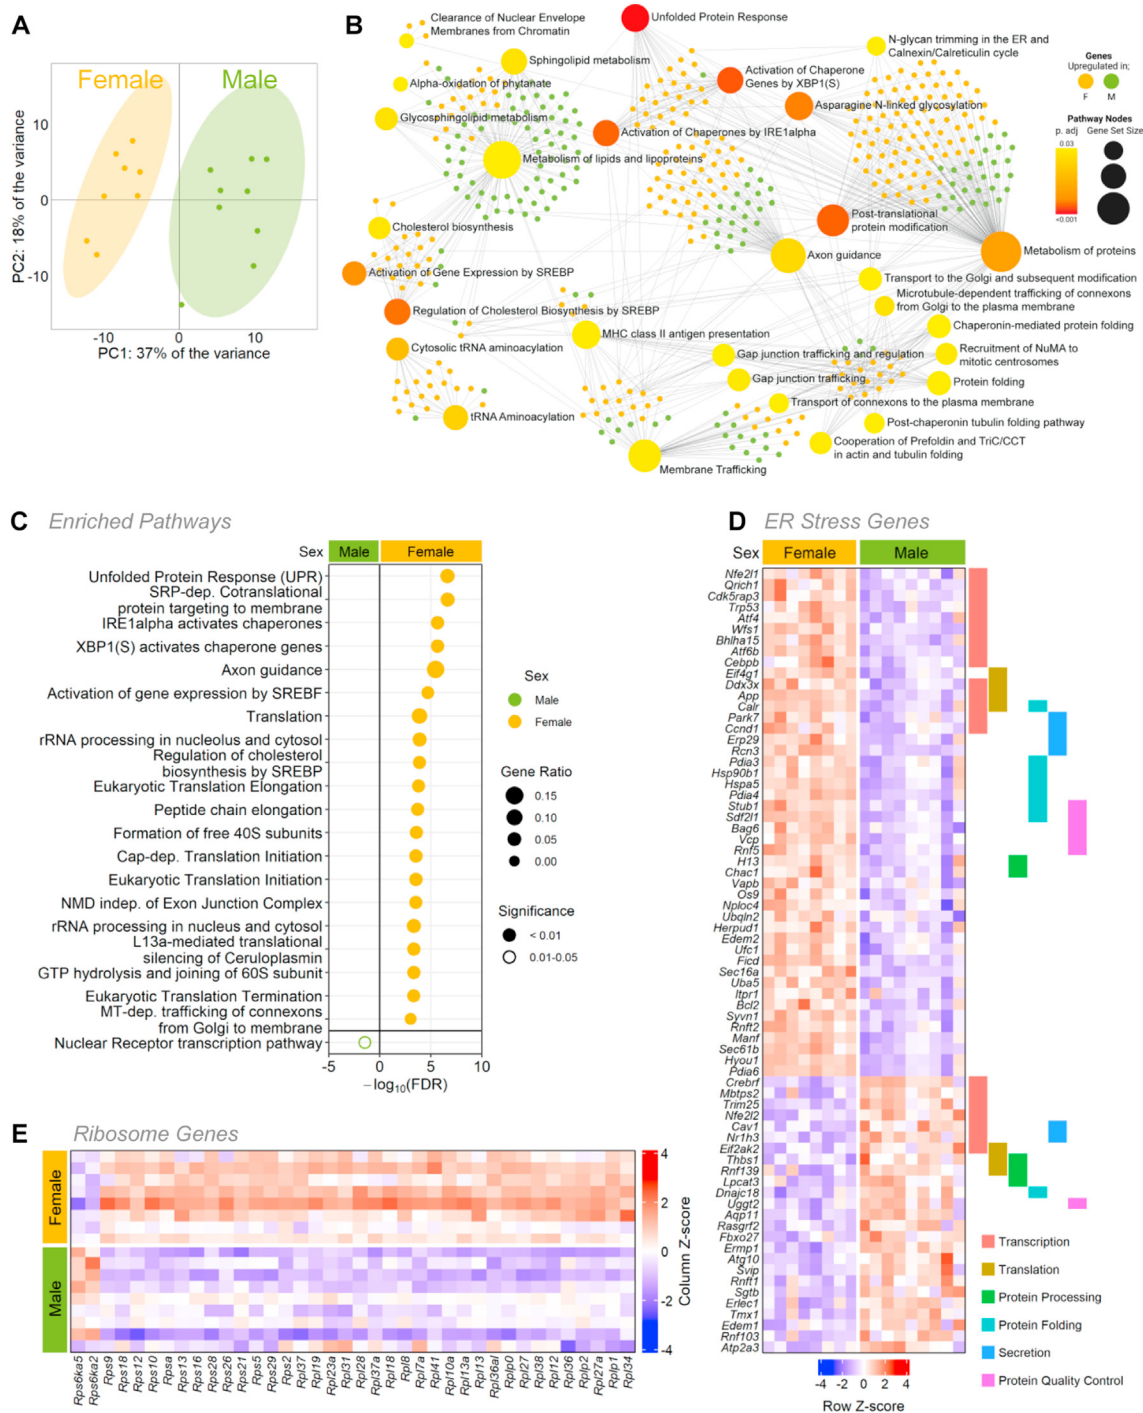 A
Female
Male
10
0
-10
PC2: 18% of the variance
-10
0
10
PC1: 37% of the variance
B
Clearance of Nuclear Envelope
Membranes from Chromatin
Unfolded Protein Response
N-glycan trimming in the ER and
Calnexin/Calreticulin cycle
Sphingolipid metabolism
Alpha-oxidation of phytanate
Activation of Chaperone
Genes by XBP1(S)
Glycosphingolipid metabolism
Asparagine N-linked glycosylation
Activation of Chaperones by IRE1alpha
Metabolism of lipids and lipoproteins
Post-translational
protein modification
Cholesterol biosynthesis
Axon guidance
Metabolism of proteins
Activation of Gene Expression by SREBP
Transport to the Golgi and subsequent modification
Microtubule-dependent trafficking of connexons
from Golgi to the plasma membrane
Regulation of Cholesterol Biosynthesis by SREBP
MHC class II antigen presentation
Chaperonin-mediated protein folding
Cytosolic tRNA aminoacylation
Gap junction trafficking and regulation
Recruitment of NuMA to
mitotic centrosomes
Gap junction trafficking
Protein folding
Transport of connexons to the plasma membrane
tRNA Aminoacylation
Post-chaperonin tubulin folding pathway
Cooperation of Prefoldin and TriC/CCT
in actin and tubulin folding
Membrane Trafficking
Genes
Upregulated in;
F
M
Pathway Nodes
p. adj
Gene Set Size
0.03
<0.001
C
Enriched Pathways
Sex
Male
Female
Unfolded Protein Response (UPR)
SRP-dep. Cotranslational
protein targeting to membrane
IRE1alpha activates chaperones
XBP1(S) activates chaperone genes
Axon guidance
Activation of gene expression by SREBF
Translation
rRNA processing in nucleolus and cytosol
Regulation of cholesterol
biosynthesis by SREBP
Eukaryotic Translation Elongation
Peptide chain elongation
Formation of free 40S subunits
Cap-dep. Translation Initiation
Eukaryotic Translation Initiation
NMD indep. of Exon Junction Complex
rRNA processing in nucleus and cytosol
L13a-mediated translational
silencing of Ceruloplasmin
GTP hydrolysis and joining of 60S subunit
Eukaryotic Translation Termination
MT-dep. trafficking of connexons
from Golgi to membrane
Nuclear Receptor transcription pathway
-5
0
5
10
−log10(FDR)
Sex
Male
Female
Gene Ratio
0.15
0.10
0.05
0.00
Significance
< 0.01
0.01-0.05
D
ER Stress Genes
Sex
Female
Male
Nfe2l1
Qrich1
Cdk5rap3
Trp53
Atf4
Wfs1
Bhlha15
Atf6b
Cebpb
Eif4g1
Ddx3x
App
Calr
Park7
Ccnd1
Erp29
Rcn3
Pdia3
Hsp90b1
Hspa5
Pdia4
Stub1
Sdf2l1
Bag6
Vcp
Rnf5
H13
Chac1
Vapb
Os9
Nploc4
Ubqln2
Herpud1
Edem2
Ufc1
Ficd
Sec16a
Uba5
Itpr1
Bcl2
Syvn1
Rnft2
Manf
Sec61b
Hyou1
Pdia6
Crebrf
Mbtps2
Trim25
Nfe2l2
Cav1
Nr1h3
Eif2ak2
Thbs1
Rnf139
Lpcat3
Dnajc18
Uggt2
Aqp11
Rasgrf2
Fbxo27
Ermp1
Atg10
Svip
Rnft1
Sgtb
Erlec1
Tmx1
Edem1
Rnf103
Atp2a3
Transcription
Translation
Protein Processing
Protein Folding
Secretion
Protein Quality Control
-4
-2
0
2
4
Row Z-score
E
Ribosome Genes
Female
Male
4
2
0
-2
-4
Column Z-score
Rps6ka5
Rps6ka2
Rps9
Rps18
Rps12
Rps10
Rpsa
Rps13
Rps16
Rps28
Rps26
Rps21
Rps5
Rps29
Rps2
Rpl37
Rpl19
Rpl23a
Rpl31
Rpl28
Rpl37a
Rpl18
Rpl8
Rpl7a
Rpl41
Rpl10a
Rpl13a
Rpl13
Rpl36al
Rplp0
Rpl27
Rpl38
Rpl12
Rpl36
Rplp2
Rpl27a
Rplp1
Rpl34